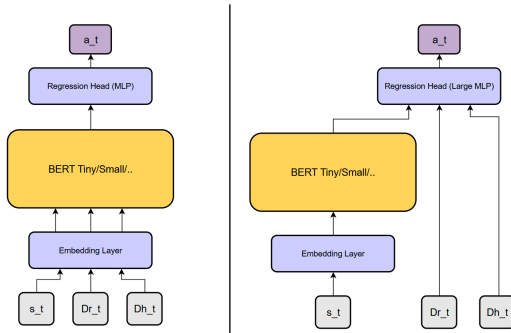 a_t
Regression Head (MLP)
BERT Tiny/Small/..
Embedding Layer
s_t
Dr_t
Dh_t
a_t
Regression Head (Large MLP)
BERT Tiny/Small/..
Embedding Layer
s_t
Dr_t
Dh_t